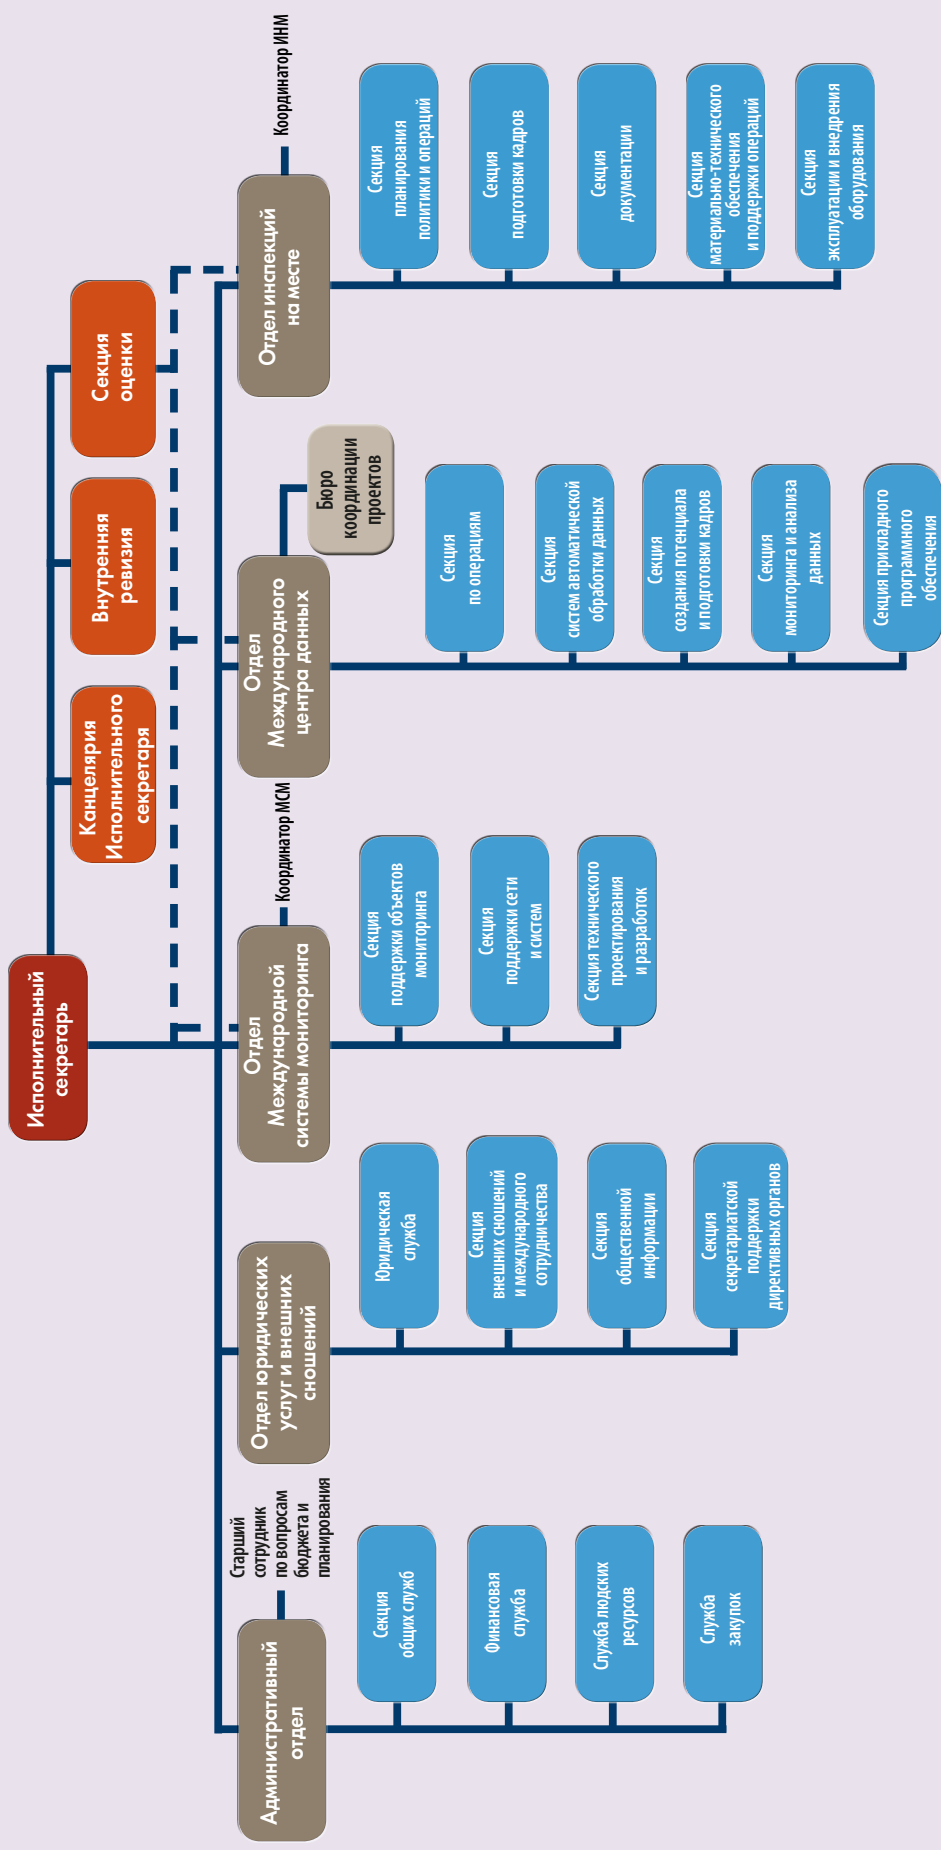 Исполнительный
секретарь
Канцелярия
Исполнительного
секретаря
Внутренняя
ревизия
Секция
оценки
Административный
отдел
Старший
сотрудник
по вопросам
бюджета и
планирования
Секция
общих служб
Финансовая
служба
Служба людских
ресурсов
Служба
закупок
Отдел юридических
услуг и внешних
сношений
Юридическая
служба
Секция
внешних сношений
и международного
сотрудничества
Секция
общественной
информации
Секция
секретариатской
поддержки
директивных органов
Отдел
Международной
системы мониторинга
Координатор МСМ
Секция
поддержки объектов
мониторинга
Секция
поддержки сети
и систем
Секция технического
проектирования
и разработок
Отдел
Международного
центра данных
Бюро
координации
проектов
Секция
по операциям
Секция
систем автоматической
обработки данных
Секция
создания потенциала
и подготовки кадров
Секция
мониторинга и анализа
данных
Секция прикладного
программного
обеспечения
Отдел инспекций
на месте
Координатор ИНМ
Секция
планирования
политики и операций
Секция
подготовки кадров
Секция
документации
Секция
материально-технического
обеспечения
и поддержки операций
Секция
эксплуатации и внедрения
оборудования